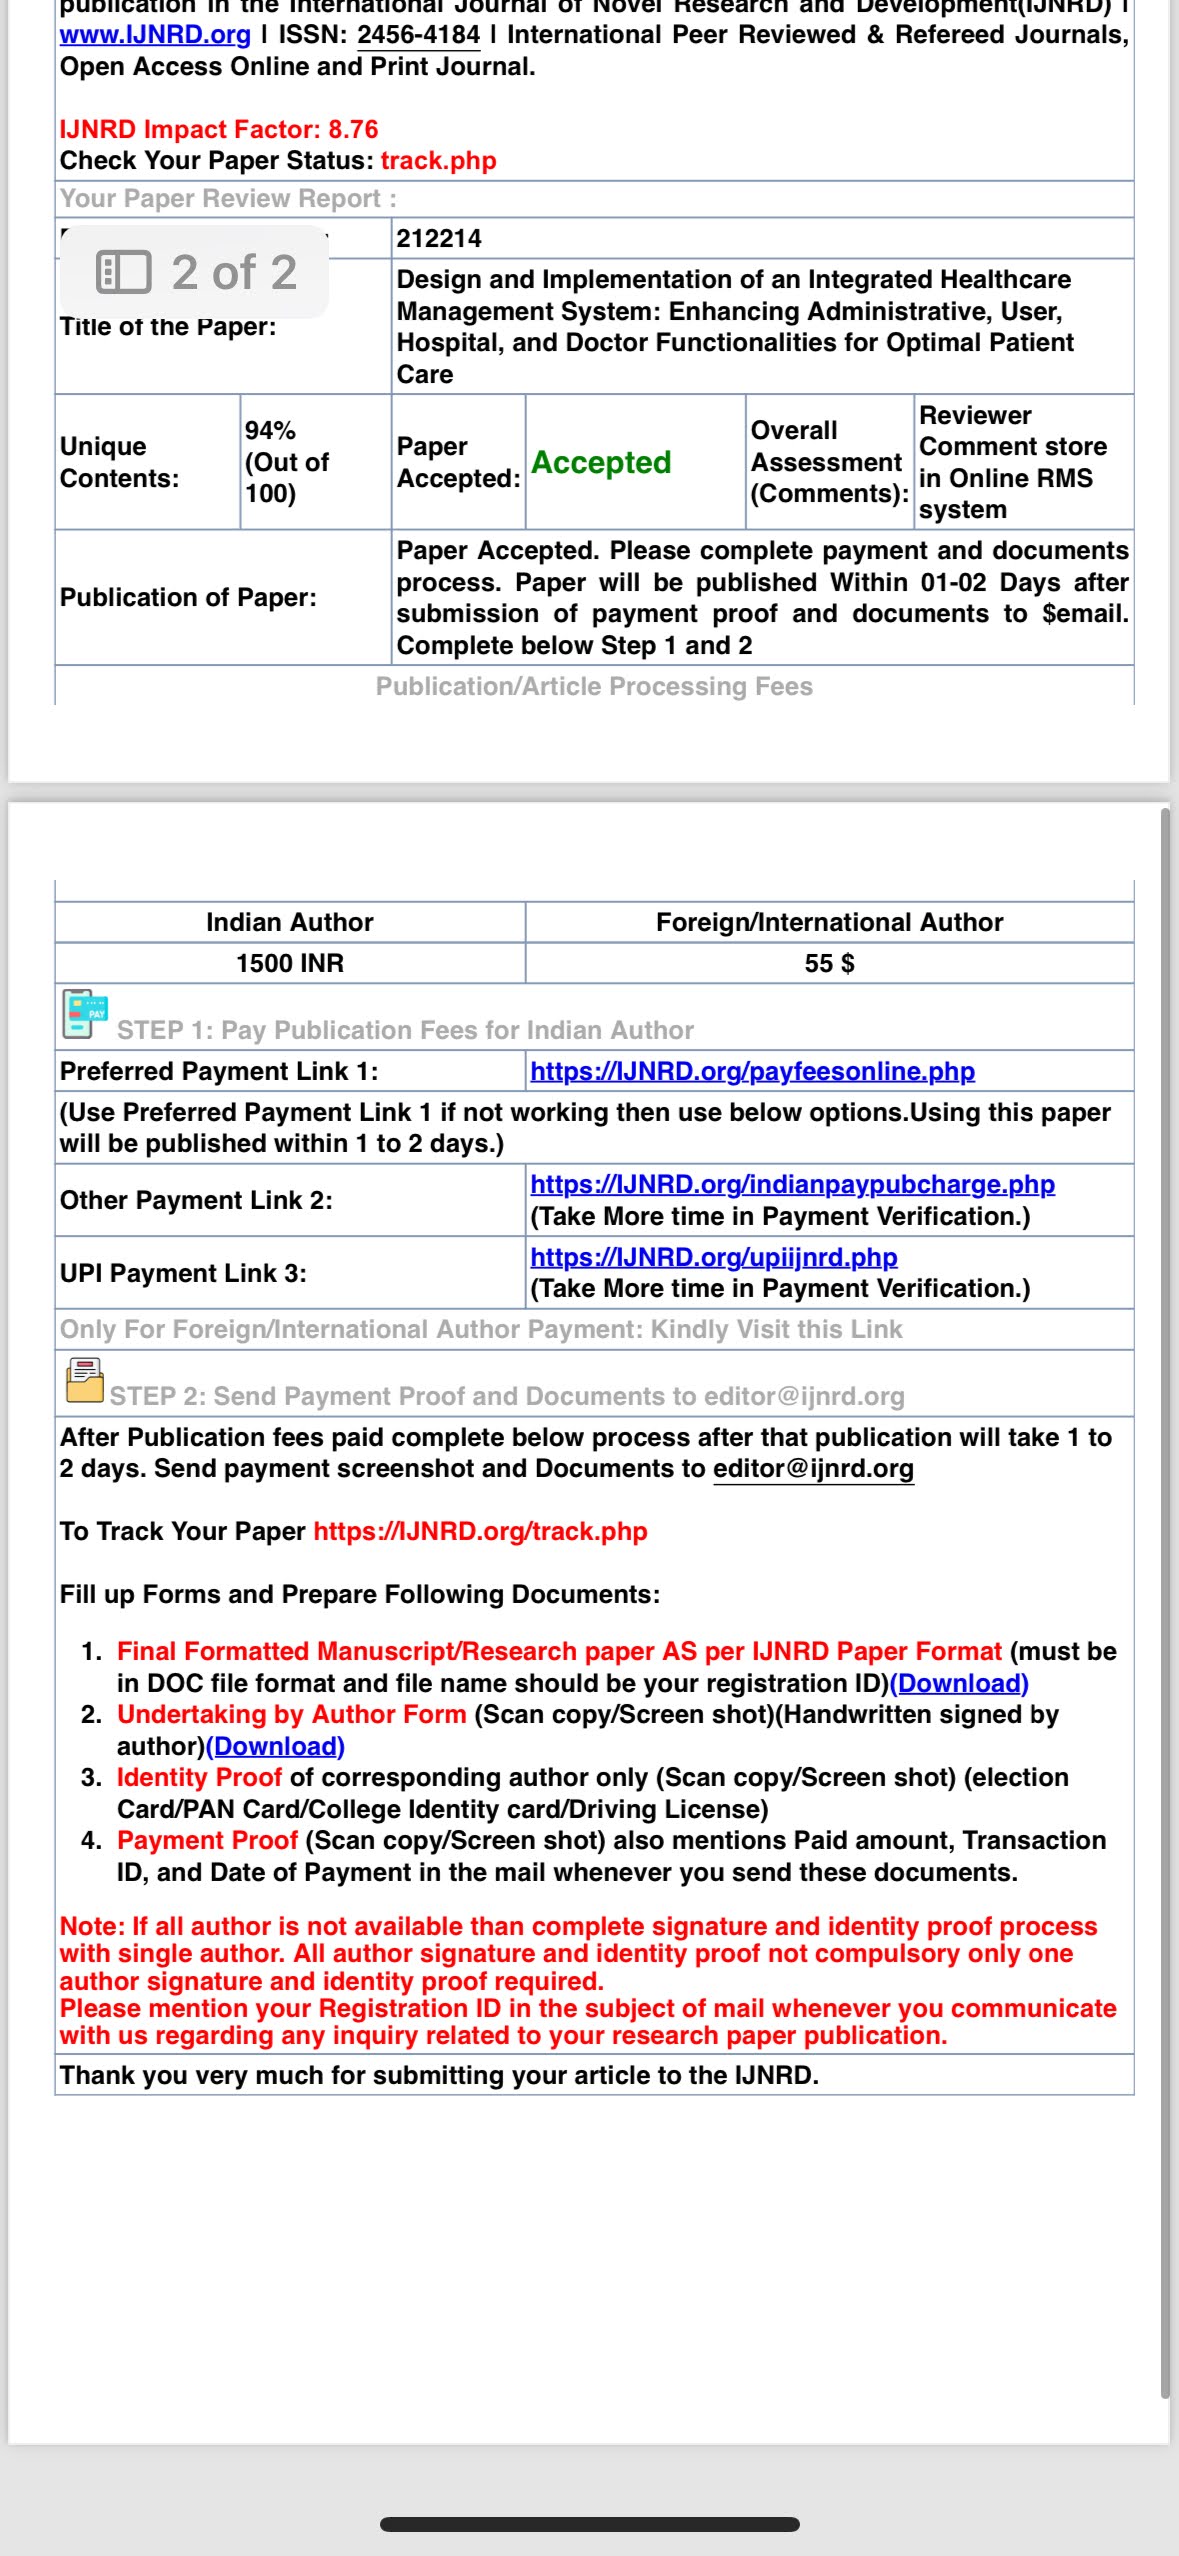 publication in the International Journal of Novel Research and Development(IJNRD) |
www.IJNRD.org | ISSN: 2456-4184 | International Peer Reviewed & Refereed Journals,
Open Access Online and Print Journal.
IJNRD Impact Factor: 8.76
Check Your Paper Status: track.php
Your Paper Review Report :
212214
2 of 2
Title of the Paper:
Design and Implementation of an Integrated Healthcare
Management System: Enhancing Administrative, User,
Hospital, and Doctor Functionalities for Optimal Patient
Care
Unique
Contents:
94%
(Out of
100)
Paper
Accepted:
Accepted
Overall
Assessment
(Comments):
Reviewer
Comment store
in Online RMS
system
Publication of Paper:
Paper Accepted. Please complete payment and documents
process. Paper will be published Within 01-02 Days after
submission of payment proof and documents to $email.
Complete below Step 1 and 2
Publication/Article Processing Fees
Indian Author
Foreign/International Author
1500 INR
55 $
PAY
STEP 1: Pay Publication Fees for Indian Author
Preferred Payment Link 1:
https://IJNRD.org/payfeesonline.php
(Use Preferred Payment Link 1 if not working then use below options.Using this paper
will be published within 1 to 2 days.)
Other Payment Link 2:
https://IJNRD.org/indianpaypubcharge.php
(Take More time in Payment Verification.)
UPI Payment Link 3:
https://IJNRD.org/upiijnrd.php
(Take More time in Payment Verification.)
Only For Foreign/International Author Payment: Kindly Visit this Link
STEP 2: Send Payment Proof and Documents to editor@ijnrd.org
After Publication fees paid complete below process after that publication will take 1 to
2 days. Send payment screenshot and Documents to editor@ijnrd.org
To Track Your Paper https://IJNRD.org/track.php
Fill up Forms and Prepare Following Documents:
1. Final Formatted Manuscript/Research paper AS per IJNRD Paper Format (must be
in DOC file format and file name should be your registration ID)(Download)
2. Undertaking by Author Form (Scan copy/Screen shot)(Handwritten signed by
author)(Download)
3. Identity Proof of corresponding author only (Scan copy/Screen shot) (election
Card/PAN Card/College Identity card/Driving License)
4. Payment Proof (Scan copy/Screen shot) also mentions Paid amount, Transaction
ID, and Date of Payment in the mail whenever you send these documents.
Note: If all author is not available than complete signature and identity proof process
with single author. All author signature and identity proof not compulsory only one
author signature and identity proof required.
Please mention your Registration ID in the subject of mail whenever you communicate
with us regarding any inquiry related to your research paper publication.
Thank you very much for submitting your article to the IJNRD.